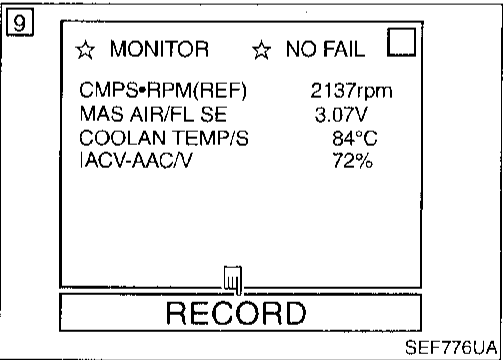 9
☆ MONITOR ☆ NO FAIL
CMPS•RPM(REF) 2137rpm
MAS AIR/FL SE 3.07V
COOLAN TEMP/S 84°C
IACV-AAC/V 72%
RECORD
SEF776UA